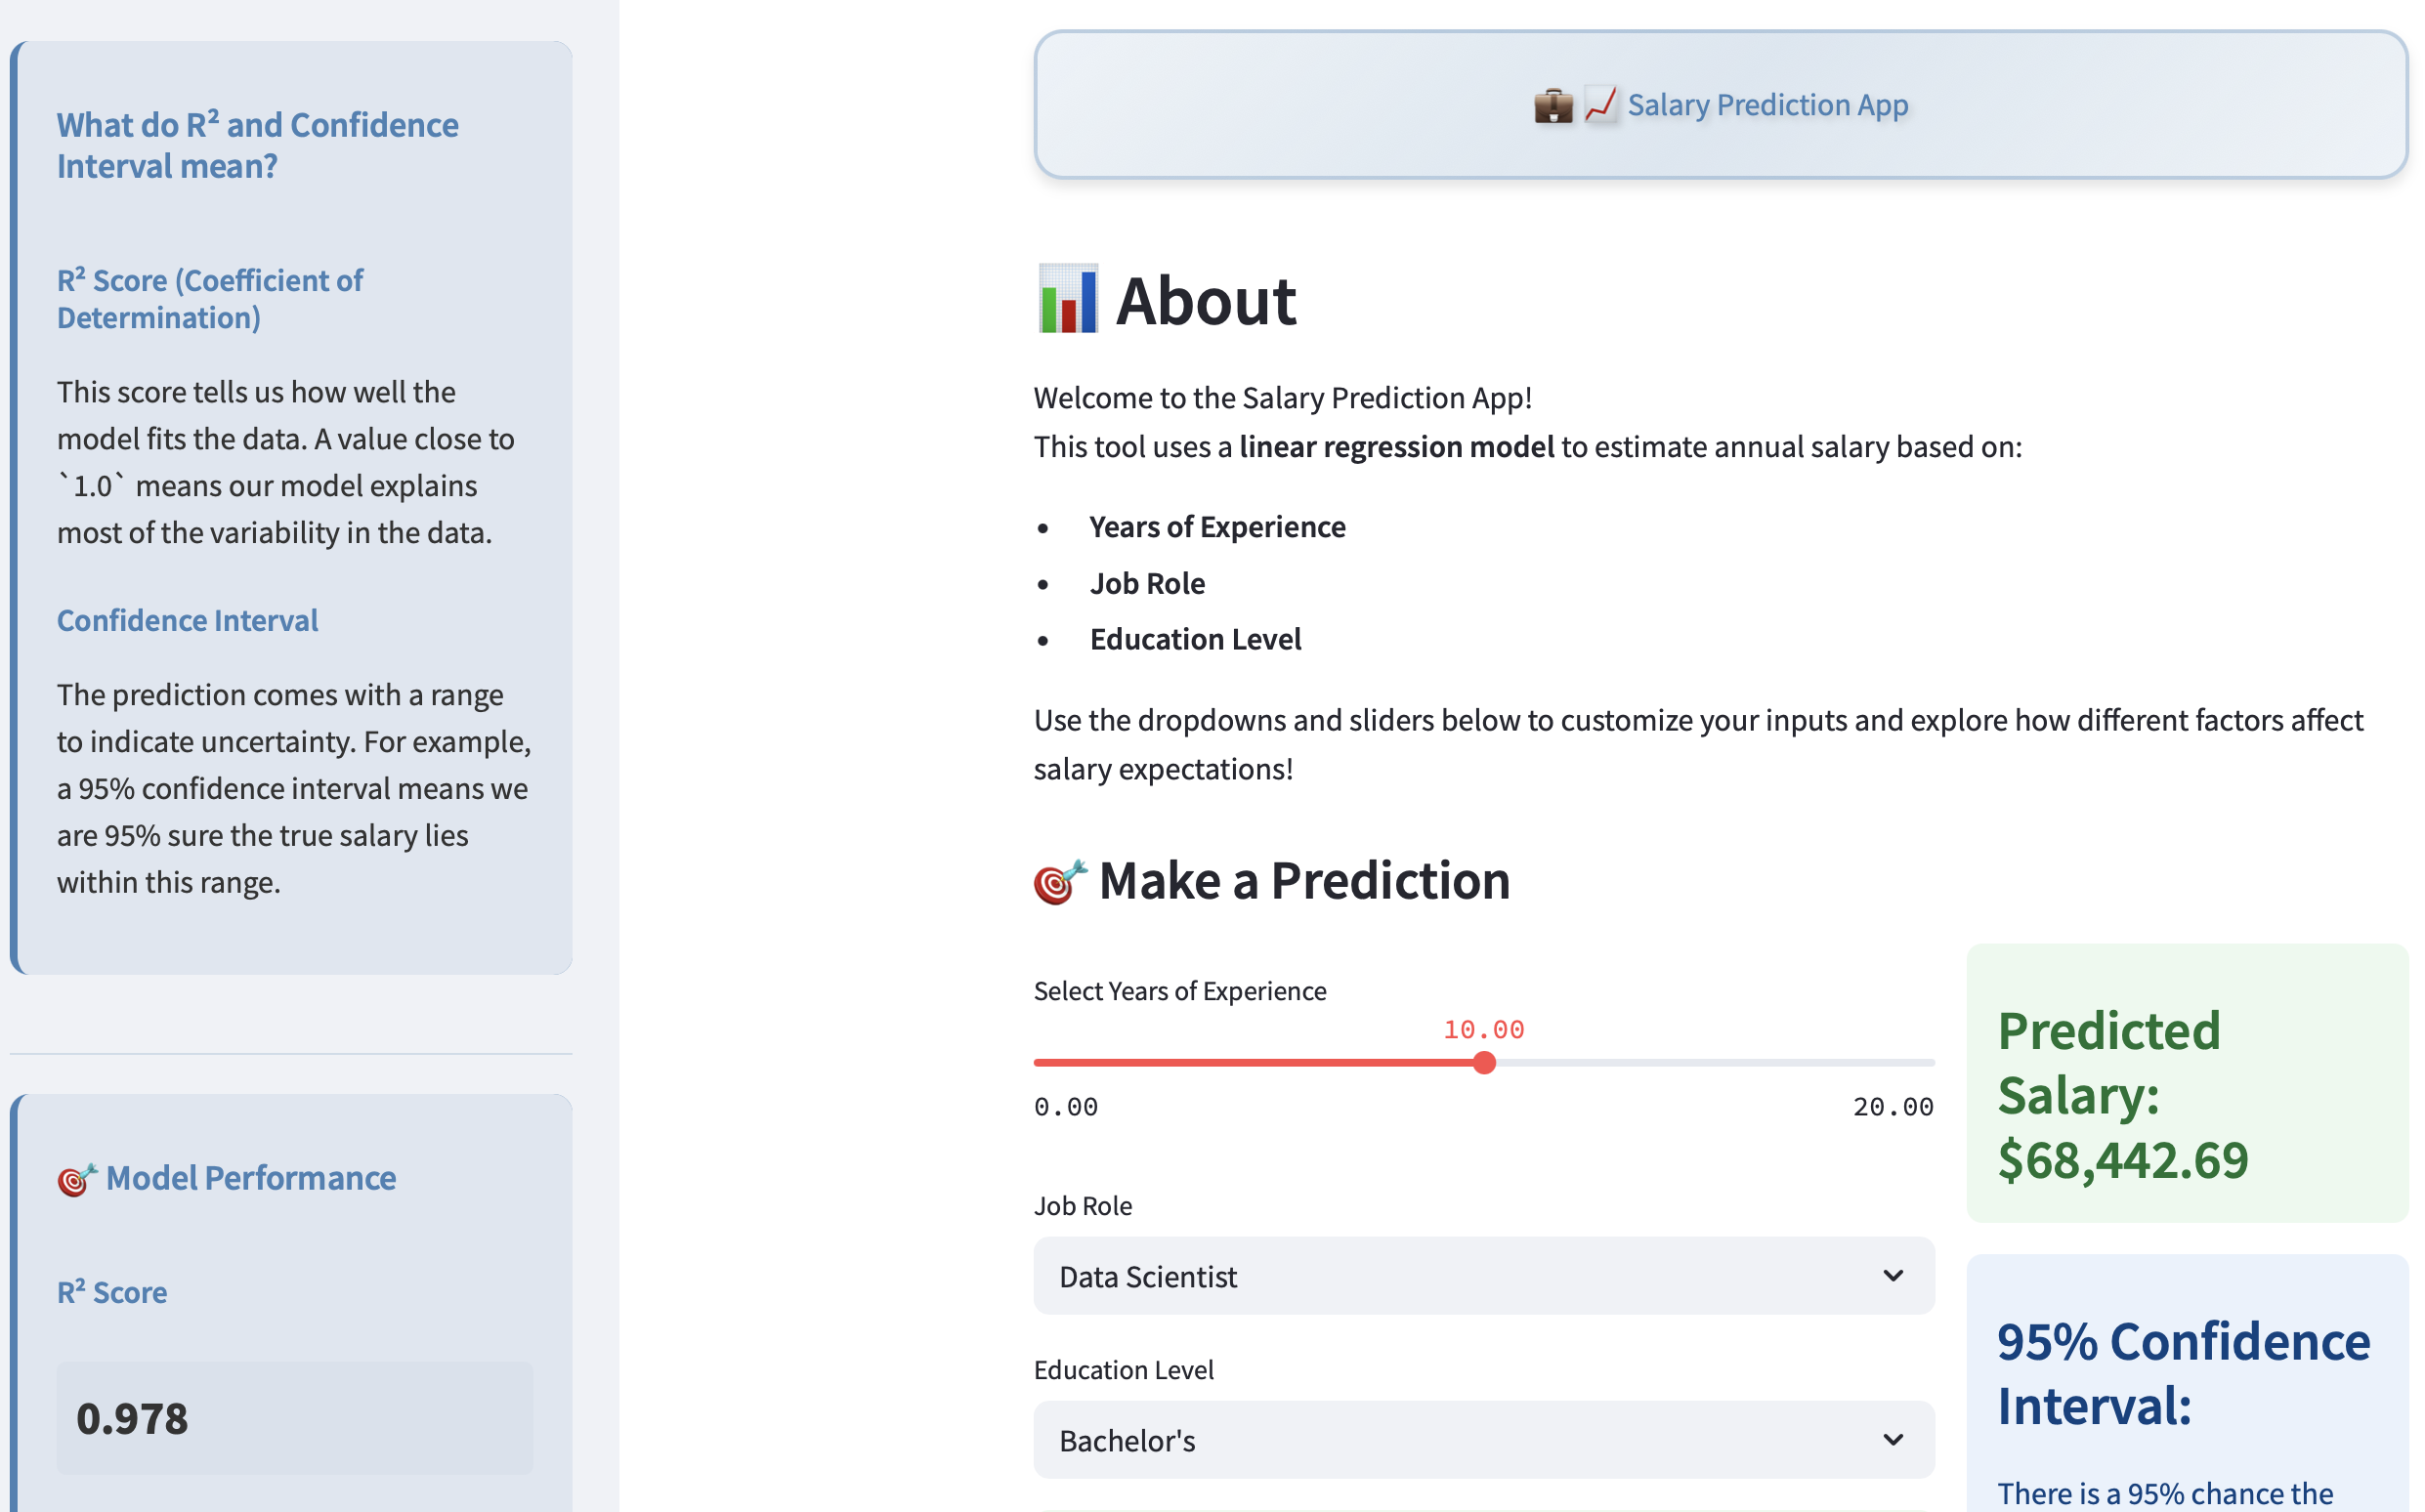 What do R² and Confidence
Interval mean?
R² Score (Coefficient of
Determination)
This score tells us how well the
model fits the data. A value close to
`1.0` means our model explains
most of the variability in the data.
Confidence Interval
The prediction comes with a range
to indicate uncertainty. For example,
a 95% confidence interval means we
are 95% sure the true salary lies
within this range.
🎯 Model Performance
R² Score
0.978
💼 📈 Salary Prediction App
📊 About
Welcome to the Salary Prediction App!
This tool uses a linear regression model to estimate annual salary based on:
• Years of Experience
• Job Role
• Education Level
Use the dropdowns and sliders below to customize your inputs and explore how different factors affect
salary expectations!
🎯 Make a Prediction
Select Years of Experience
10.00
0.00 20.00
Job Role
Data Scientist
Education Level
Bachelor's
Predicted
Salary:
$68,442.69
95% Confidence
Interval:
There is a 95% chance the